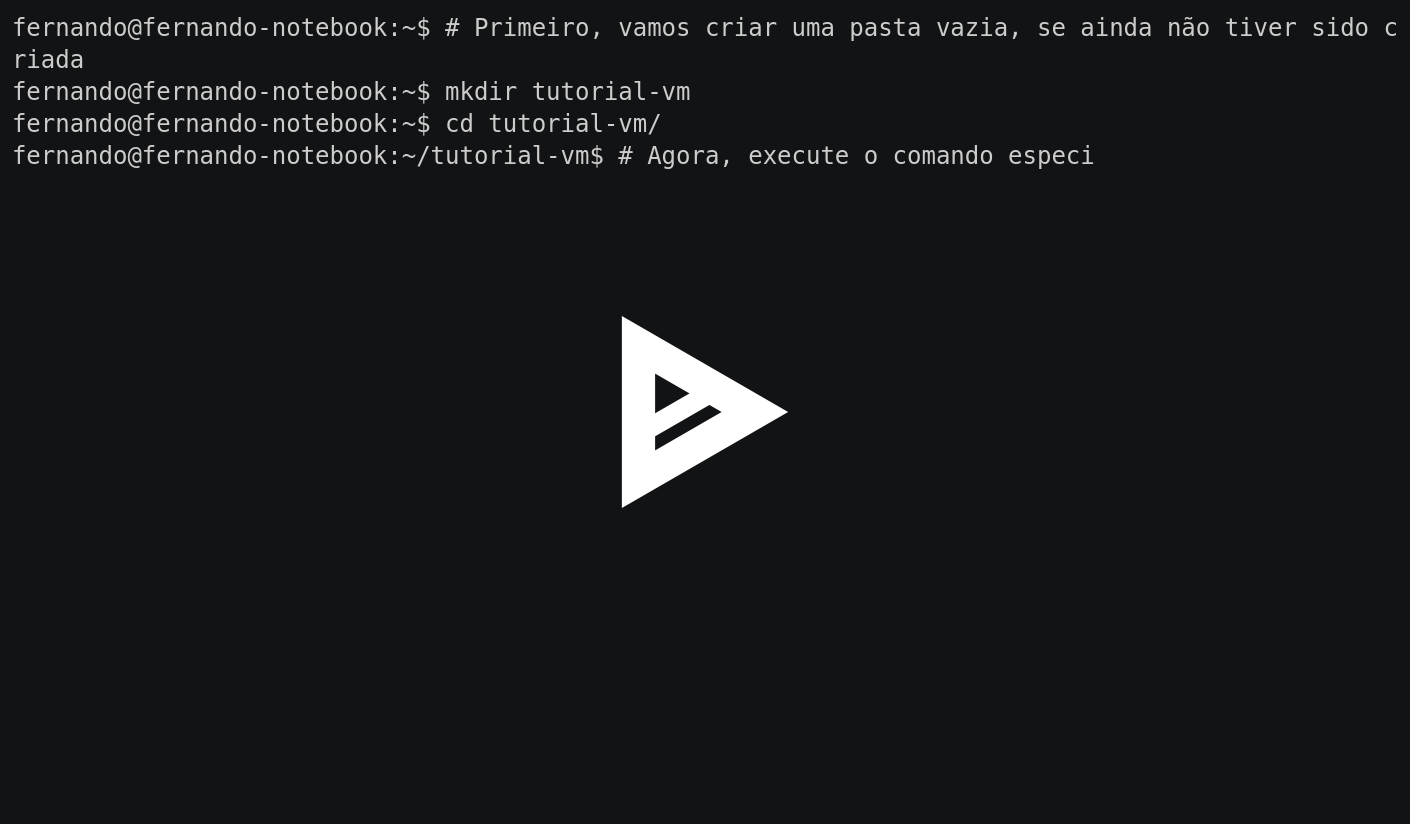 fernando@fernando-notebook:~$ # Primeiro, vamos criar uma pasta vazia, se ainda não tiver sido c
riada
fernando@fernando-notebook:~$ mkdir tutorial-vm
fernando@fernando-notebook:~$ cd tutorial-vm/
fernando@fernando-notebook:~/tutorial-vm$ # Agora, execute o comando especi